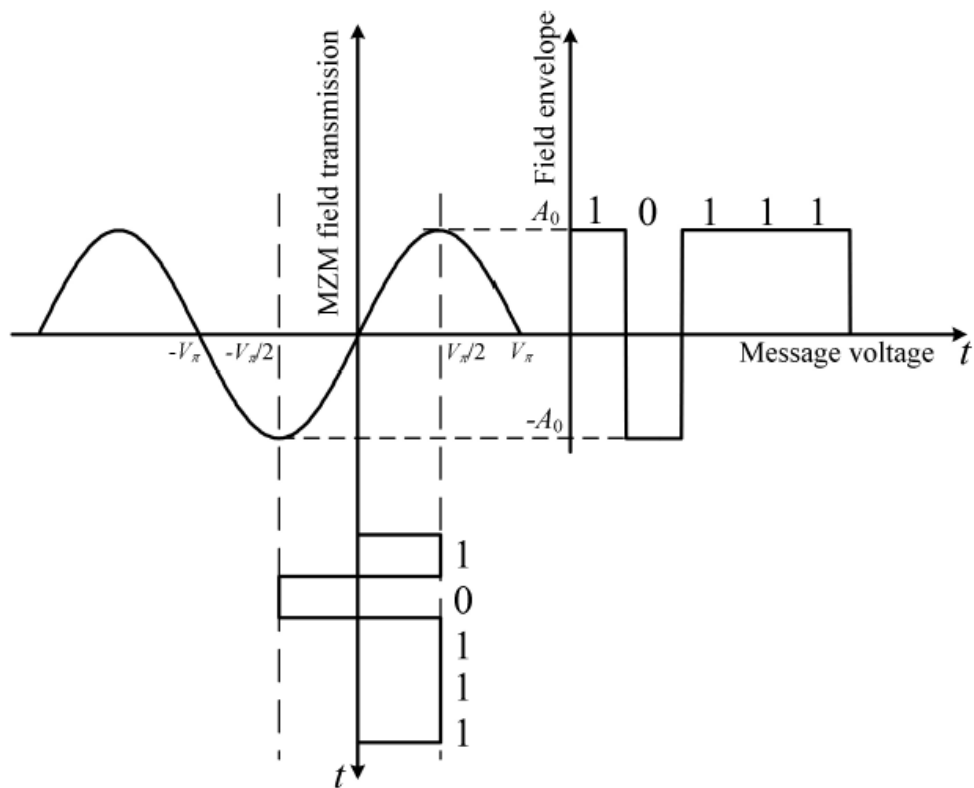 MZM field transmission
Field envelope
A₀
1 0 1 1 1
-Vπ
-Vπ/2
Vπ/2
Vπ
Message voltage
t
-A₀
1
0
1
1
1
t